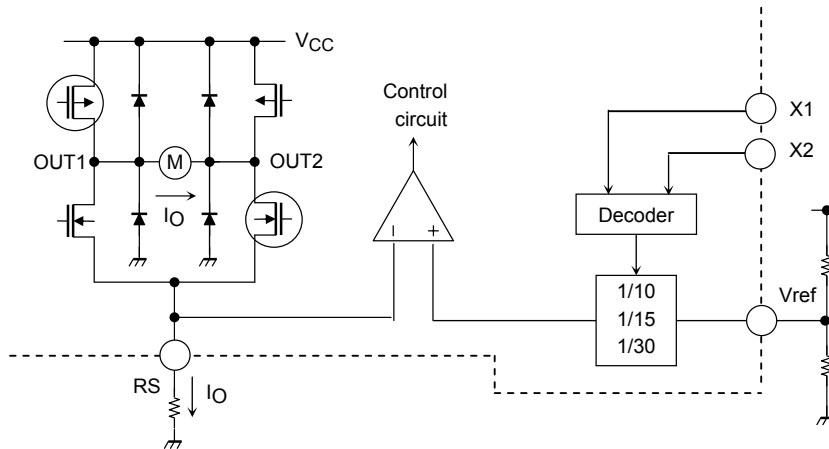 VCC
Control
circuit
X1
OUT1
M
OUT2
X2
IO
Decoder
1/10
1/15
1/30
Vref
RS
IO